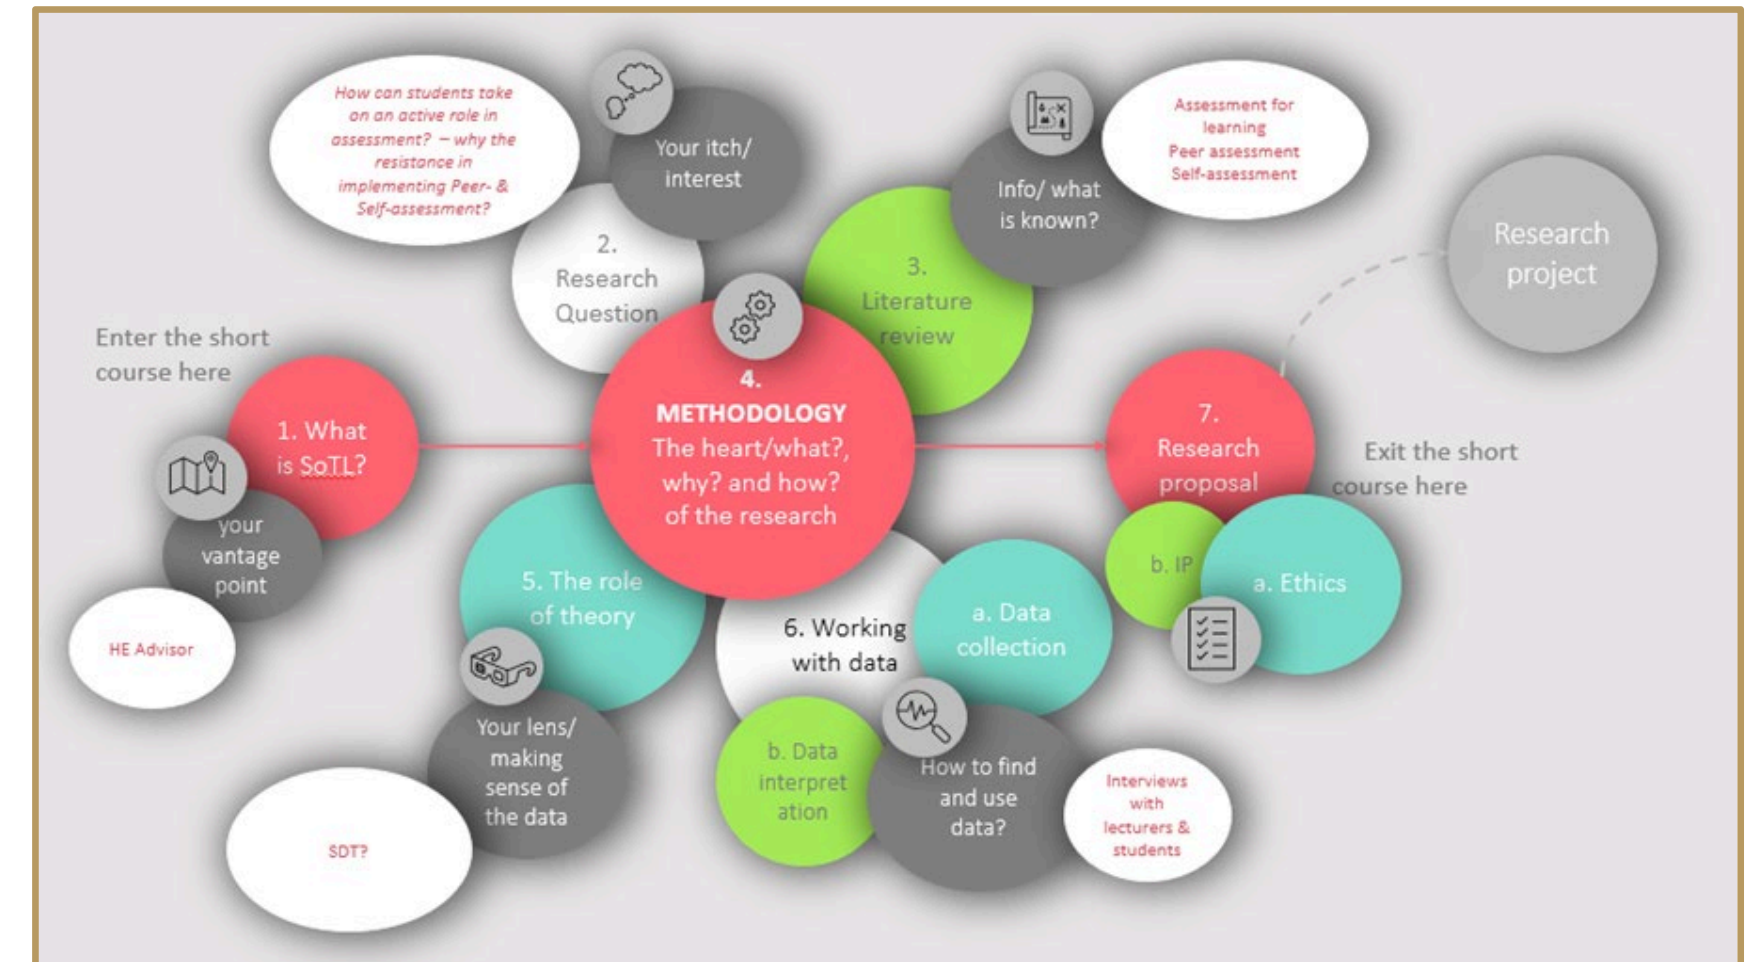 How can students take
on an active role in
assessment? – why the
resistance in
implementing Peer- &
Self-assessment?
Your itch/
interest
2.
Research
Question
3.
Literature
review
Info/ what
is known?
Assessment for
learning
Peer assessment
Self-assessment
Research
project
Enter the short
course here
1. What
is SoTL?
your
vantage
point
HE Advisor
4.
METHODOLOGY
The heart/what?,
why? and how?
of the research
5. The role
of theory
Your lens/
making
sense of
the data
SDT?
6. Working
with data
a. Data
collection
b. Data
interpret
ation
How to find
and use
data?
Interviews
with
lecturers &
students
7.
Research
proposal
Exit the short
course here
b. IP
a. Ethics